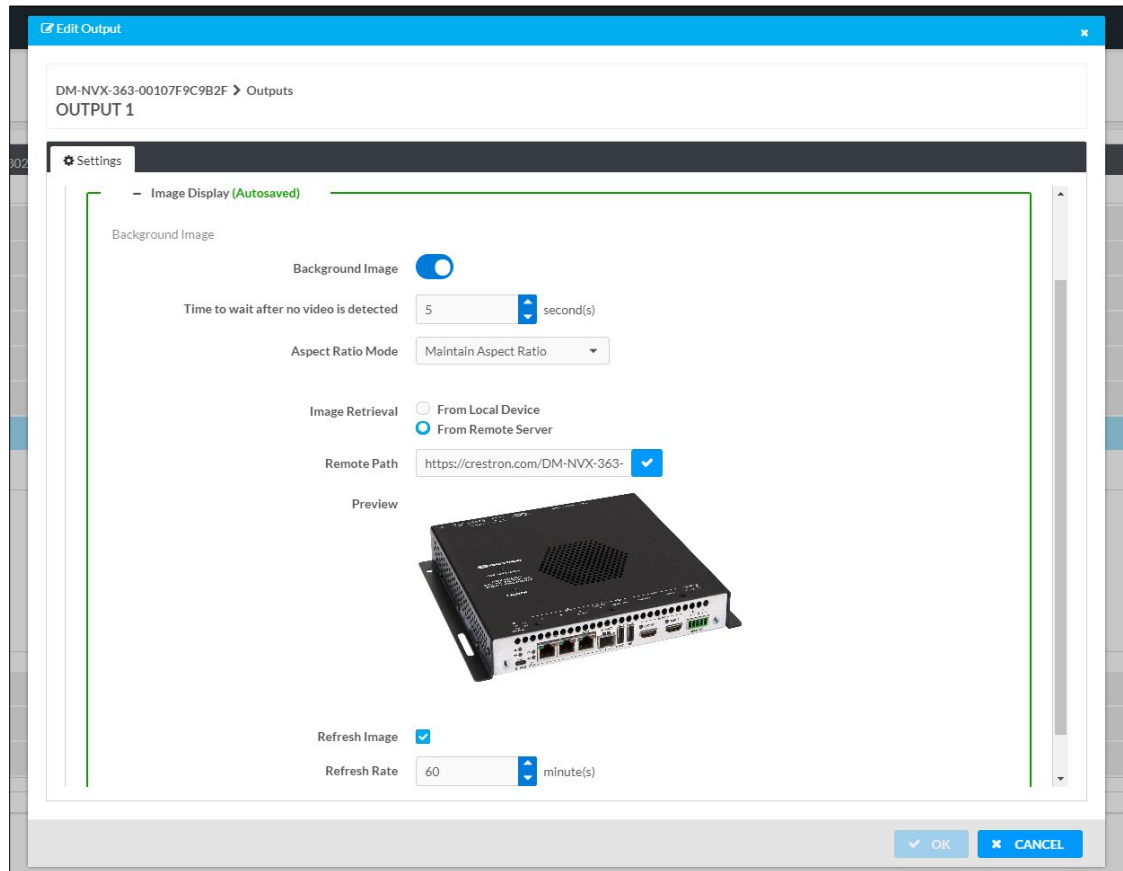 Edit Output
DM-NVX-363-00107F9C9B2F > Outputs
OUTPUT 1
Settings
− Image Display (Autosaved)
Background Image
Background Image
Time to wait after no video is detected 5 second(s)
Aspect Ratio Mode Maintain Aspect Ratio
Image Retrieval From Local Device
From Remote Server
Remote Path https://crestron.com/DM-NVX-363-
Preview
Refresh Image
Refresh Rate 60 minute(s)
OK CANCEL